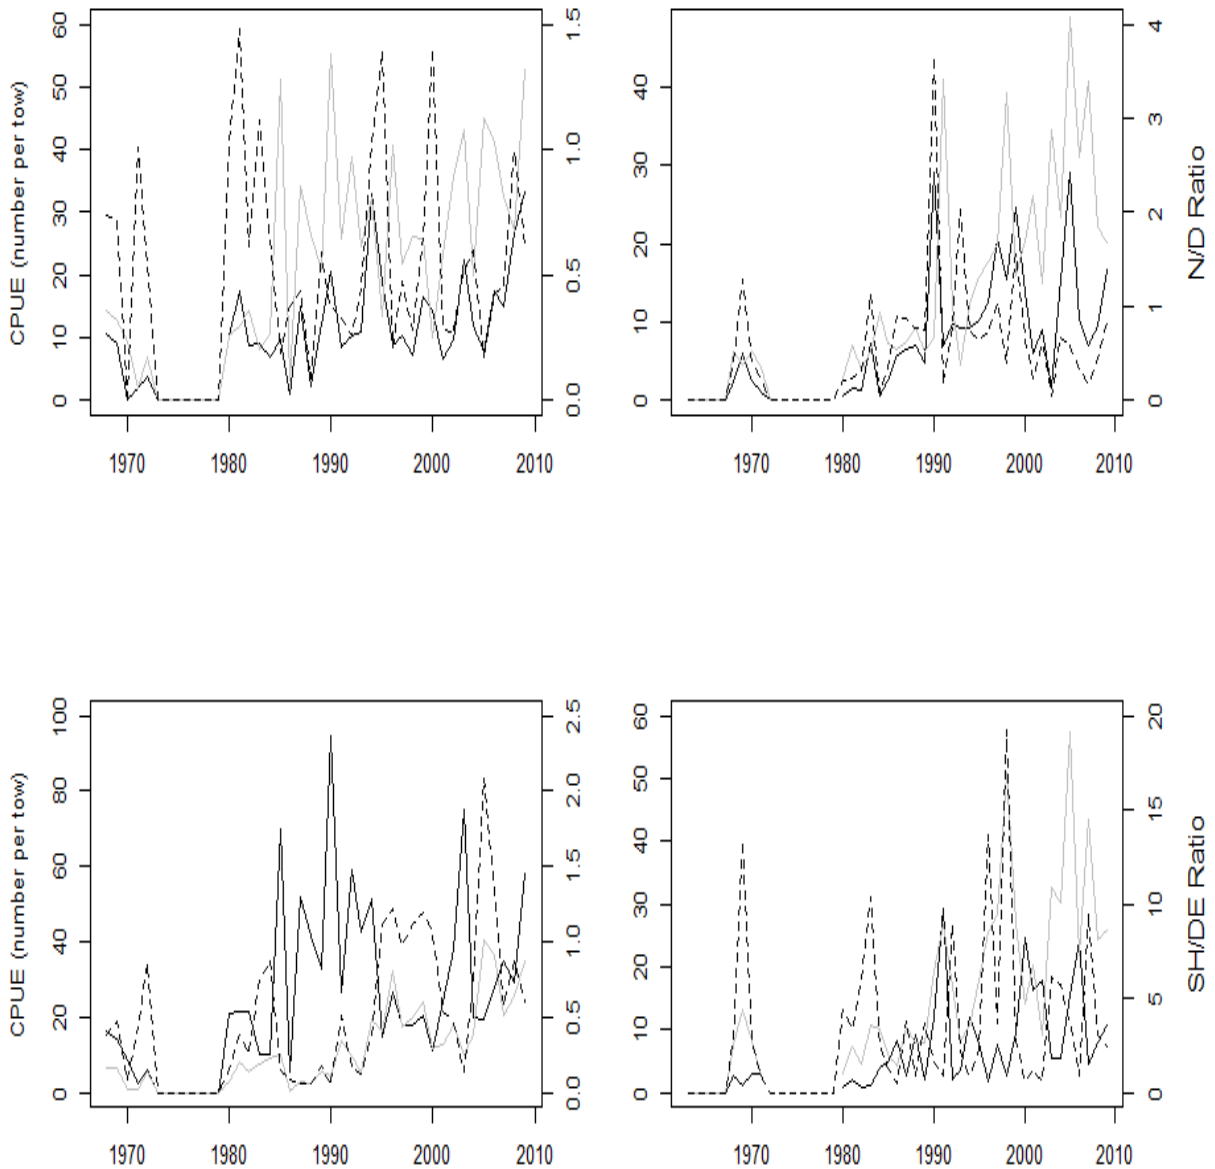 CPUE (number per tow)
0 10 20 30 40 50 60
0.0 0.5 1.0 1.5
1970 1980 1990 2000 2010
0 10 20 30 40
0 1 2 3 4
N/D Ratio
1970 1980 1990 2000 2010
CPUE (number per tow)
0 20 40 60 80 100
0.0 0.5 1.0 1.5 2.0 2.5
1970 1980 1990 2000 2010
0 10 20 30 40 50 60
0 5 10 15 20
SH/DE Ratio
1970 1980 1990 2000 2010